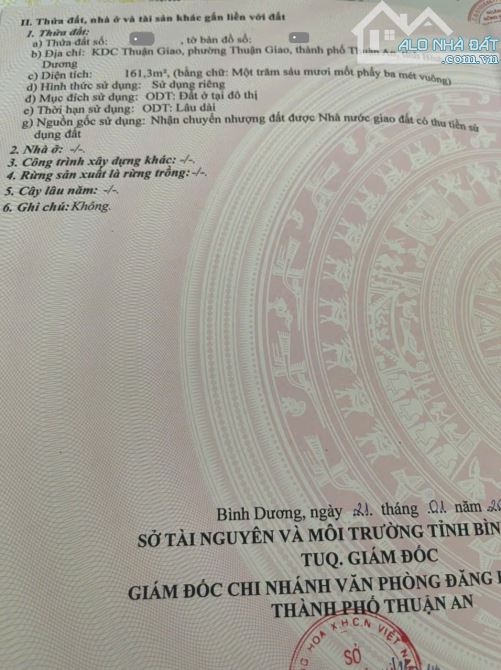 II. Thửa đất, nhà ở và tài sản khác gắn liền với đất
1. Thửa đất:
a) Thửa đất số: , tờ bản đồ số:
b) Địa chỉ: KDC Thuận Giao, phường Thuận Giao, thành phố Thuận
Dương
ALO NHÀ ĐẤT
c) Diện tích: 161,3m², (bằng chữ: Một trăm sáu mươi mốt phẩy ba mét vuông)
d) Hình thức sử dụng: Sử dụng riêng
đ) Mục đích sử dụng: ODT: Đất ở tại đô thị
e) Thời hạn sử dụng: ODT: Lâu dài
g) Nguồn gốc sử dụng: Nhận chuyển nhượng đất được Nhà nước giao đất có thu tiền sử
dụng đất
2. Nhà ở: -/-.
3. Công trình xây dựng khác: -/-.
4. Rừng sản xuất là rừng trồng: -/-.
5. Cây lâu năm: -/-.
6. Ghi chú: Không.
Bình Dương, ngày 21 tháng 01 năm
SỞ TÀI NGUYÊN VÀ MÔI TRƯỜNG TỈNH BÌN
TUQ. GIÁM ĐỐC
GIÁM ĐỐC CHI NHÁNH VĂN PHÒNG ĐĂNG
THÀNH PHỐ THUẬN AN
HOA X.H.C.N VIỆT NA
SỞ